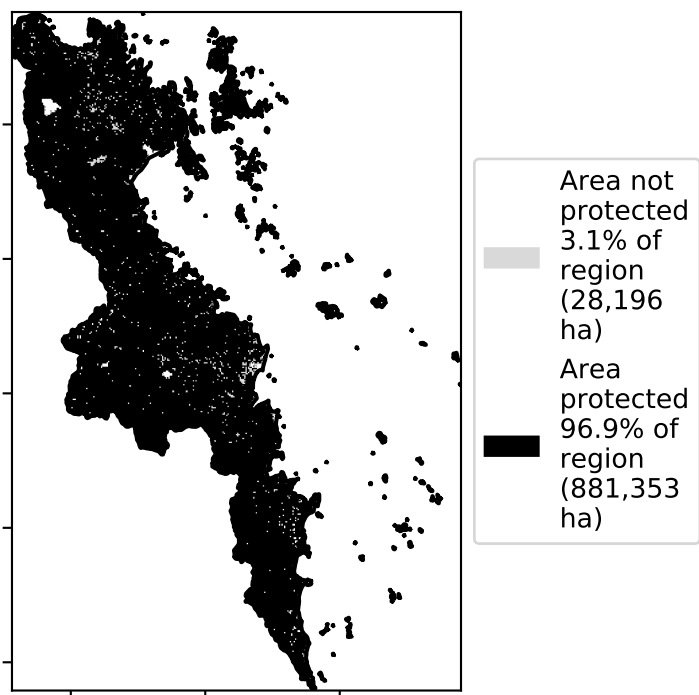 Area not
protected
3.1% of
region
(28,196
ha)
Area
protected
96.9% of
region
(881,353
ha)